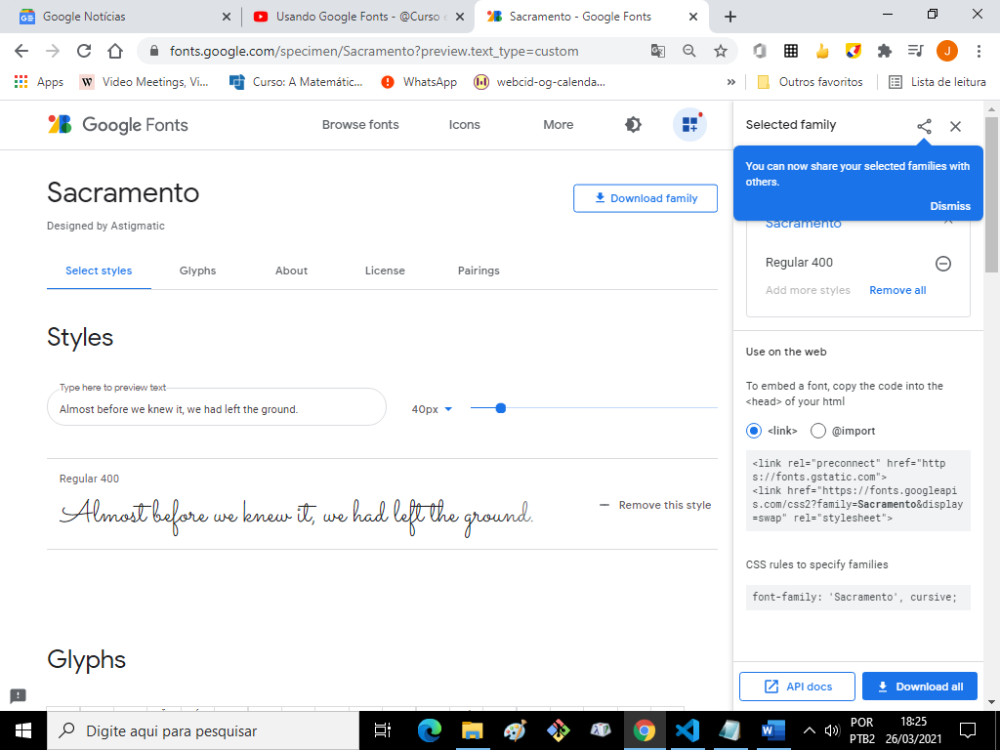 Google Notícias
Usando Google Fonts - @Curso e
Sacramento - Google Fonts
fonts.google.com/specimen/Sacramento?preview.text_type=custom
J
Apps
W Video Meetings, Vi...
Curso: A Matemátic...
WhatsApp
webcid-og-calenda...
»
Outros favoritos
Lista de leitura
Google Fonts
Browse fonts
Icons
More
Selected family
You can now share your selected families with
others.
Dismiss
Sacramento
Download family
Designed by Astigmatic
Select styles
Glyphs
About
License
Pairings
Styles
Type here to preview text
Almost before we knew it, we had left the ground.
40px
Regular 400
Almost before we knew it, we had left the ground.
Remove this style
Glyphs
Sacramento
Regular 400
Add more styles
Remove all
Use on the web
To embed a font, copy the code into the
<head> of your html
<link>
@import
<link rel="preconnect" href="http
s://fonts.gstatic.com">
<link href="https://fonts.googleapi
s.com/css2?family=Sacramento&display
=swap" rel="stylesheet">
CSS rules to specify families
font-family: 'Sacramento', cursive;
API docs
Download all
Digite aqui para pesquisar
POR
PTB2
18:25
26/03/2021